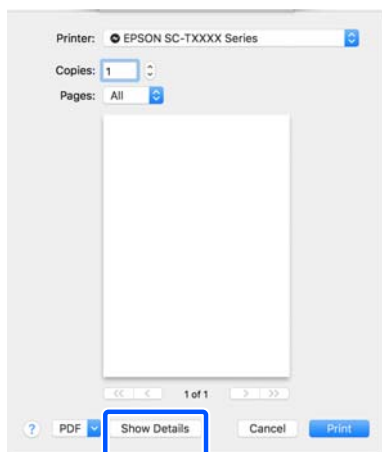 Printer: EPSON SC-TXXXX Series
Copies: 1
Pages: All
<< < 1 of 1 > >>
? PDF Show Details Cancel Print